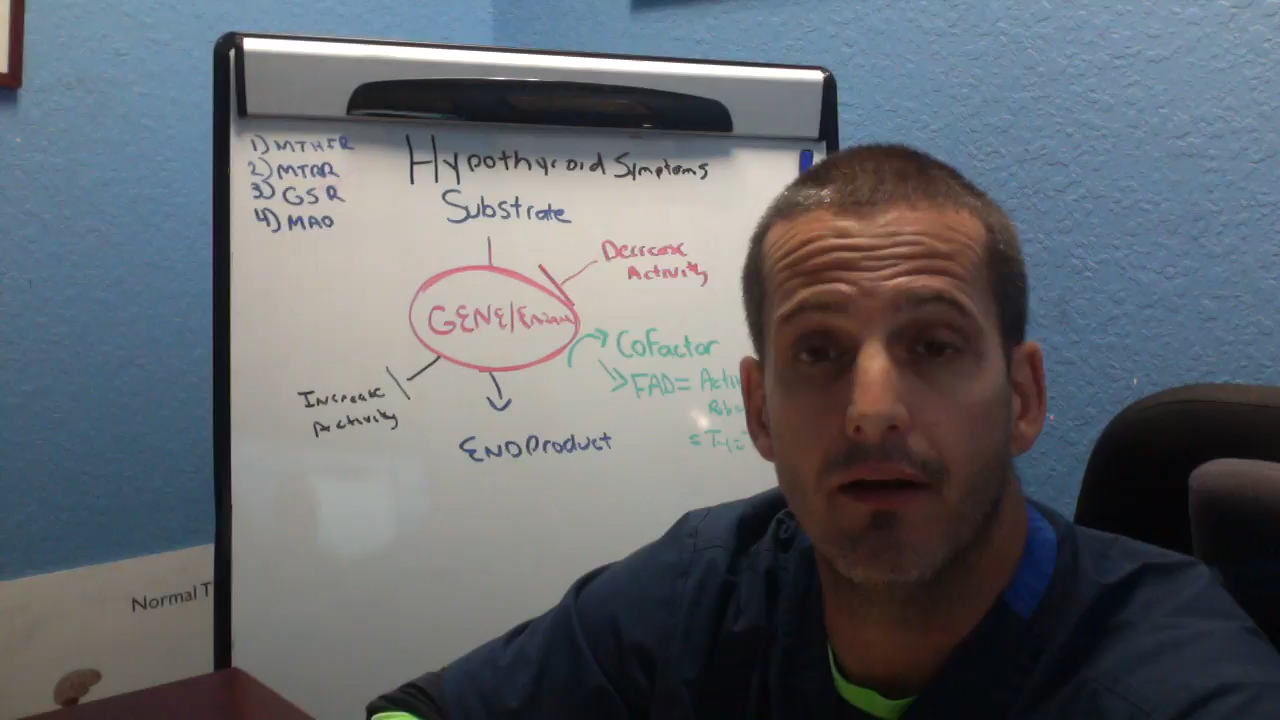 1) MTHFR
2) MTRR
3) GSR
4) MAO
Hypothyroid Symptoms
Substrate
Decrease
Activity
GENE/Enzyme
CoFactor
FAD=
Increase
Activity
ENDProduct
Normal T